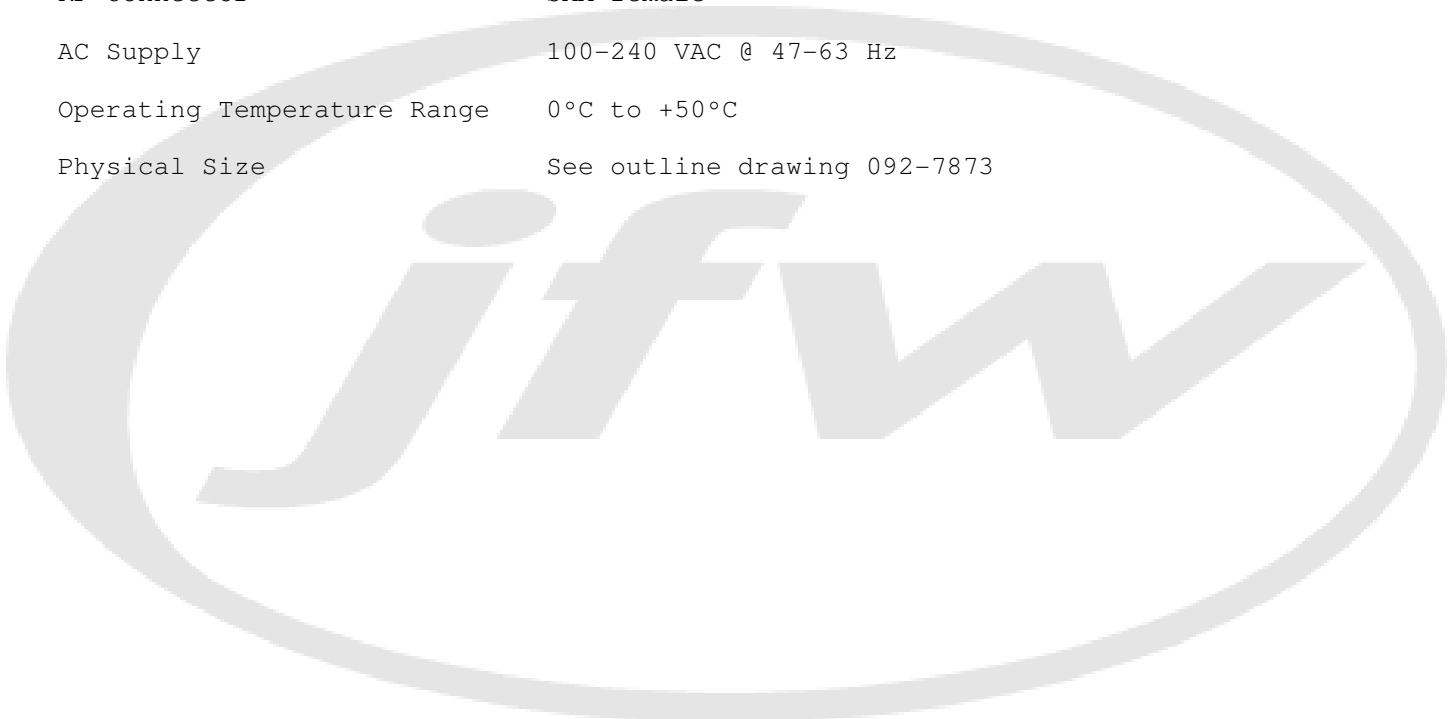 AC Supply 100-240 VAC @ 47-63 Hz
Operating Temperature Range 0°C to +50°C
Physical Size See outline drawing 092-7873
jfw